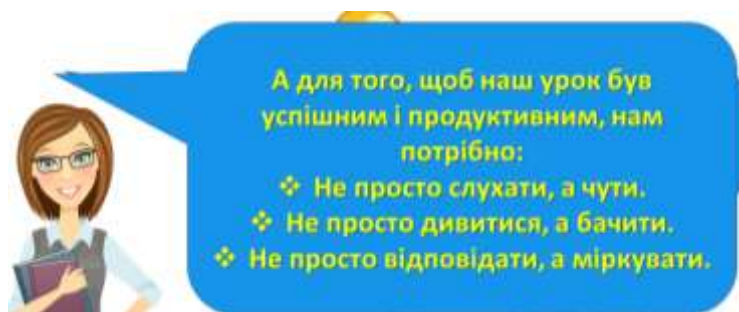 А для того, щоб наш урок був
успішним і продуктивним, нам
потрібно:
❖ Не просто слухати, а чути.
❖ Не просто дивитися, а бачити.
❖ Не просто відповідати, а міркувати.